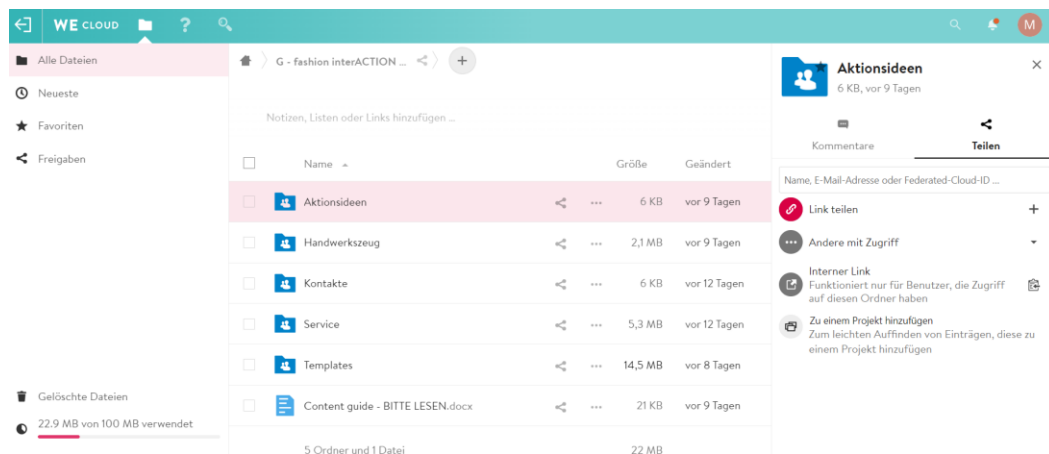 WE CLOUD
?
M
Alle Dateien
Neueste
Favoriten
Freigaben
Gelöschte Dateien
22.9 MB von 100 MB verwendet
G - fashion interACTION ...
+
Notizen, Listen oder Links hinzufügen ...
Name Größe Geändert
Aktionsideen ... 6 KB vor 9 Tagen
Handwerkszeug ... 2,1 MB vor 9 Tagen
Kontakte ... 6 KB vor 12 Tagen
Service ... 5,3 MB vor 12 Tagen
Templates ... 14,5 MB vor 8 Tagen
Content guide - BITTE LESEN.docx ... 21 KB vor 9 Tagen
5 Ordner und 1 Datei 22 MB
Aktionsideen
6 KB, vor 9 Tagen
Kommentare Teilen
Name, E-Mail-Adresse oder Federated-Cloud-ID ...
Link teilen +
Andere mit Zugriff
Interner Link
Funktioniert nur für Benutzer, die Zugriff
auf diesen Ordner haben
Zu einem Projekt hinzufügen
Zum leichten Auffinden von Einträgen, diese zu
einem Projekt hinzufügen